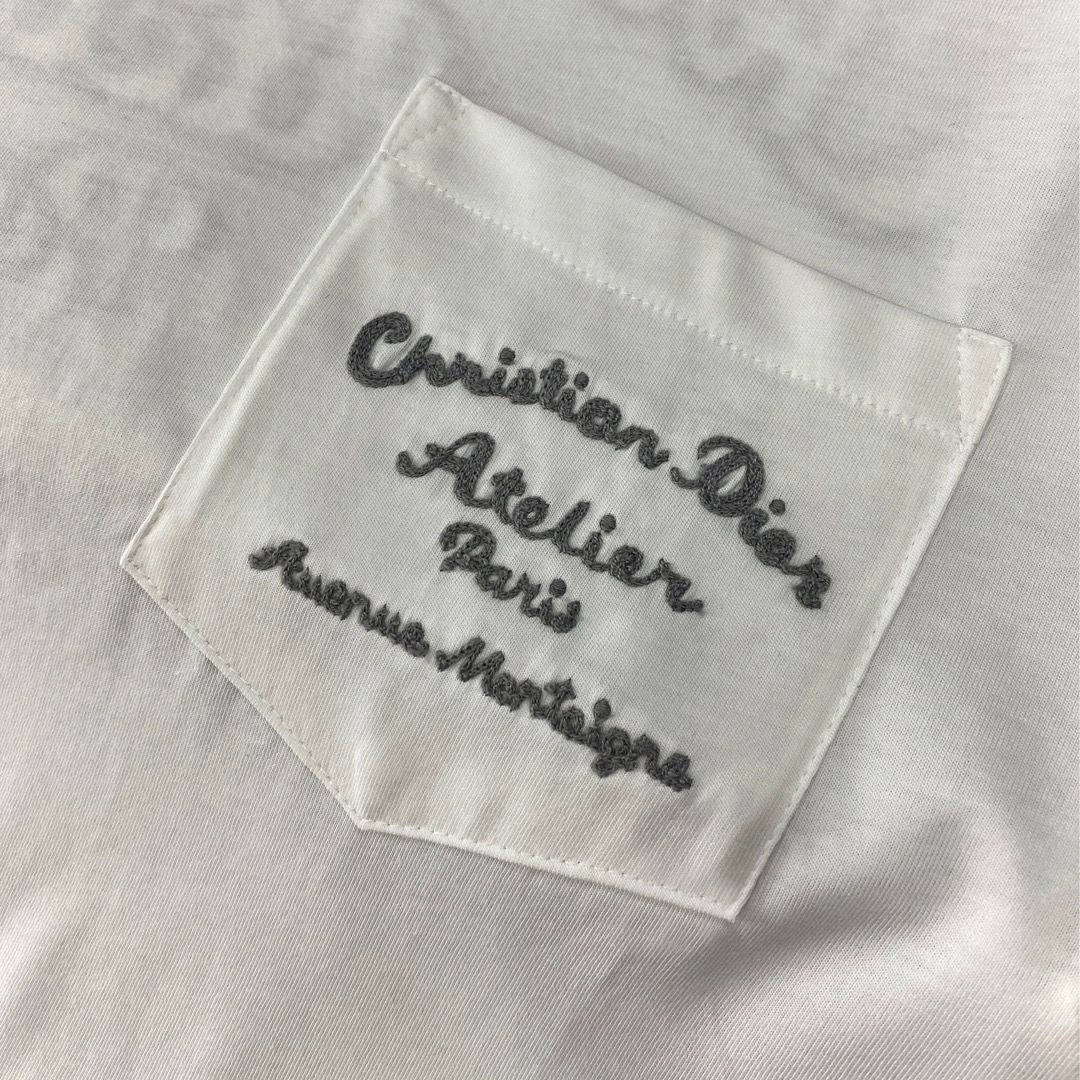 Christian Dior
Atelier
Paris
Avenue Montaigne